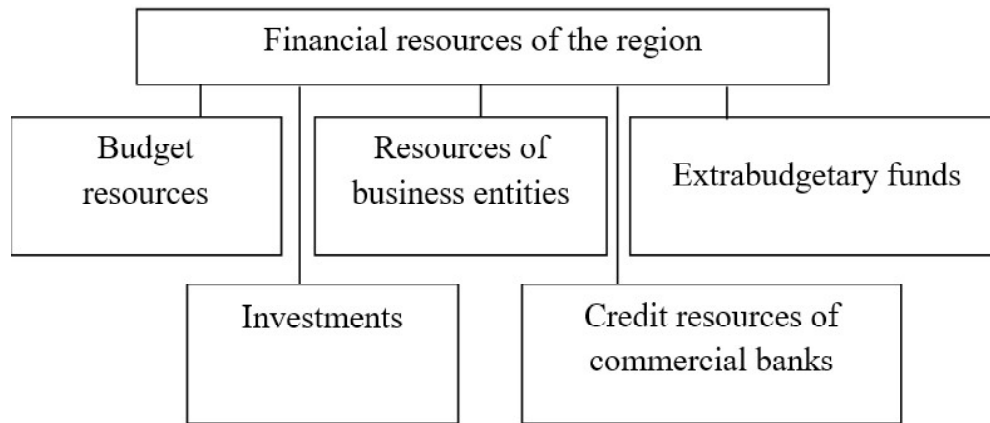 Financial resources of the region
Budget
resources
Resources of
business entities
Extrabudgetary funds
Investments
Credit resources of
commercial banks